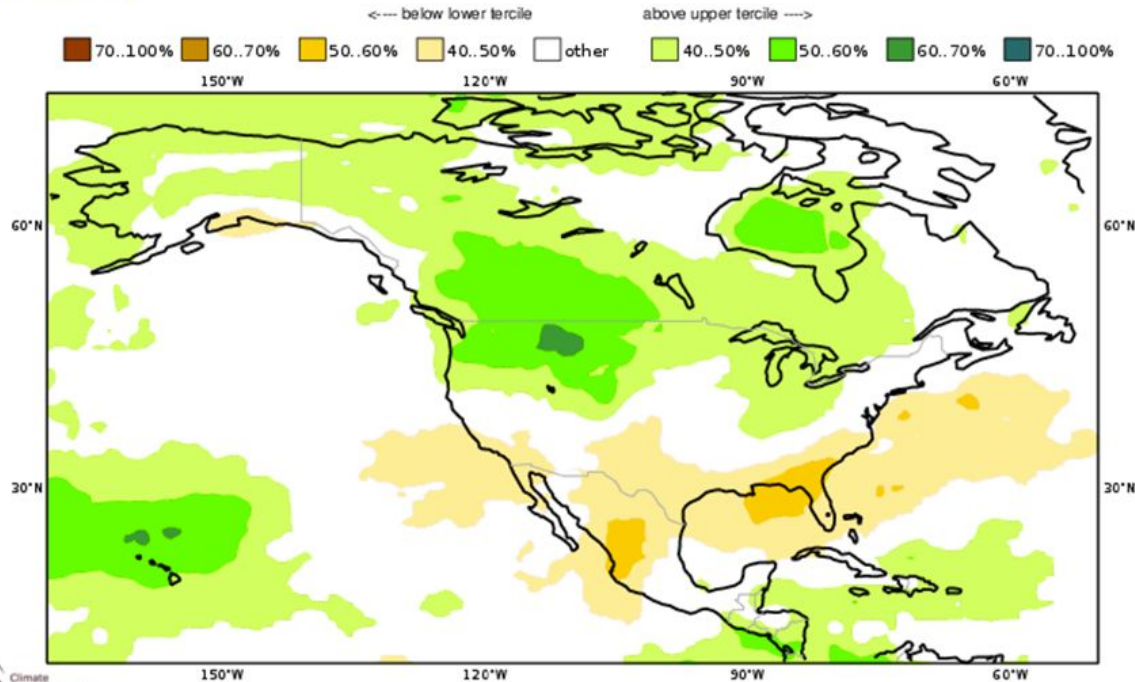 <---- below lower tercile above upper tercile ---->
70..100% 60..70% 50..60% 40..50% other 40..50% 50..60% 60..70% 70..100%
150°W 120°W 90°W 60°W
60°N 60°N
30°N 30°N
150°W 120°W 90°W 60°W
Climate